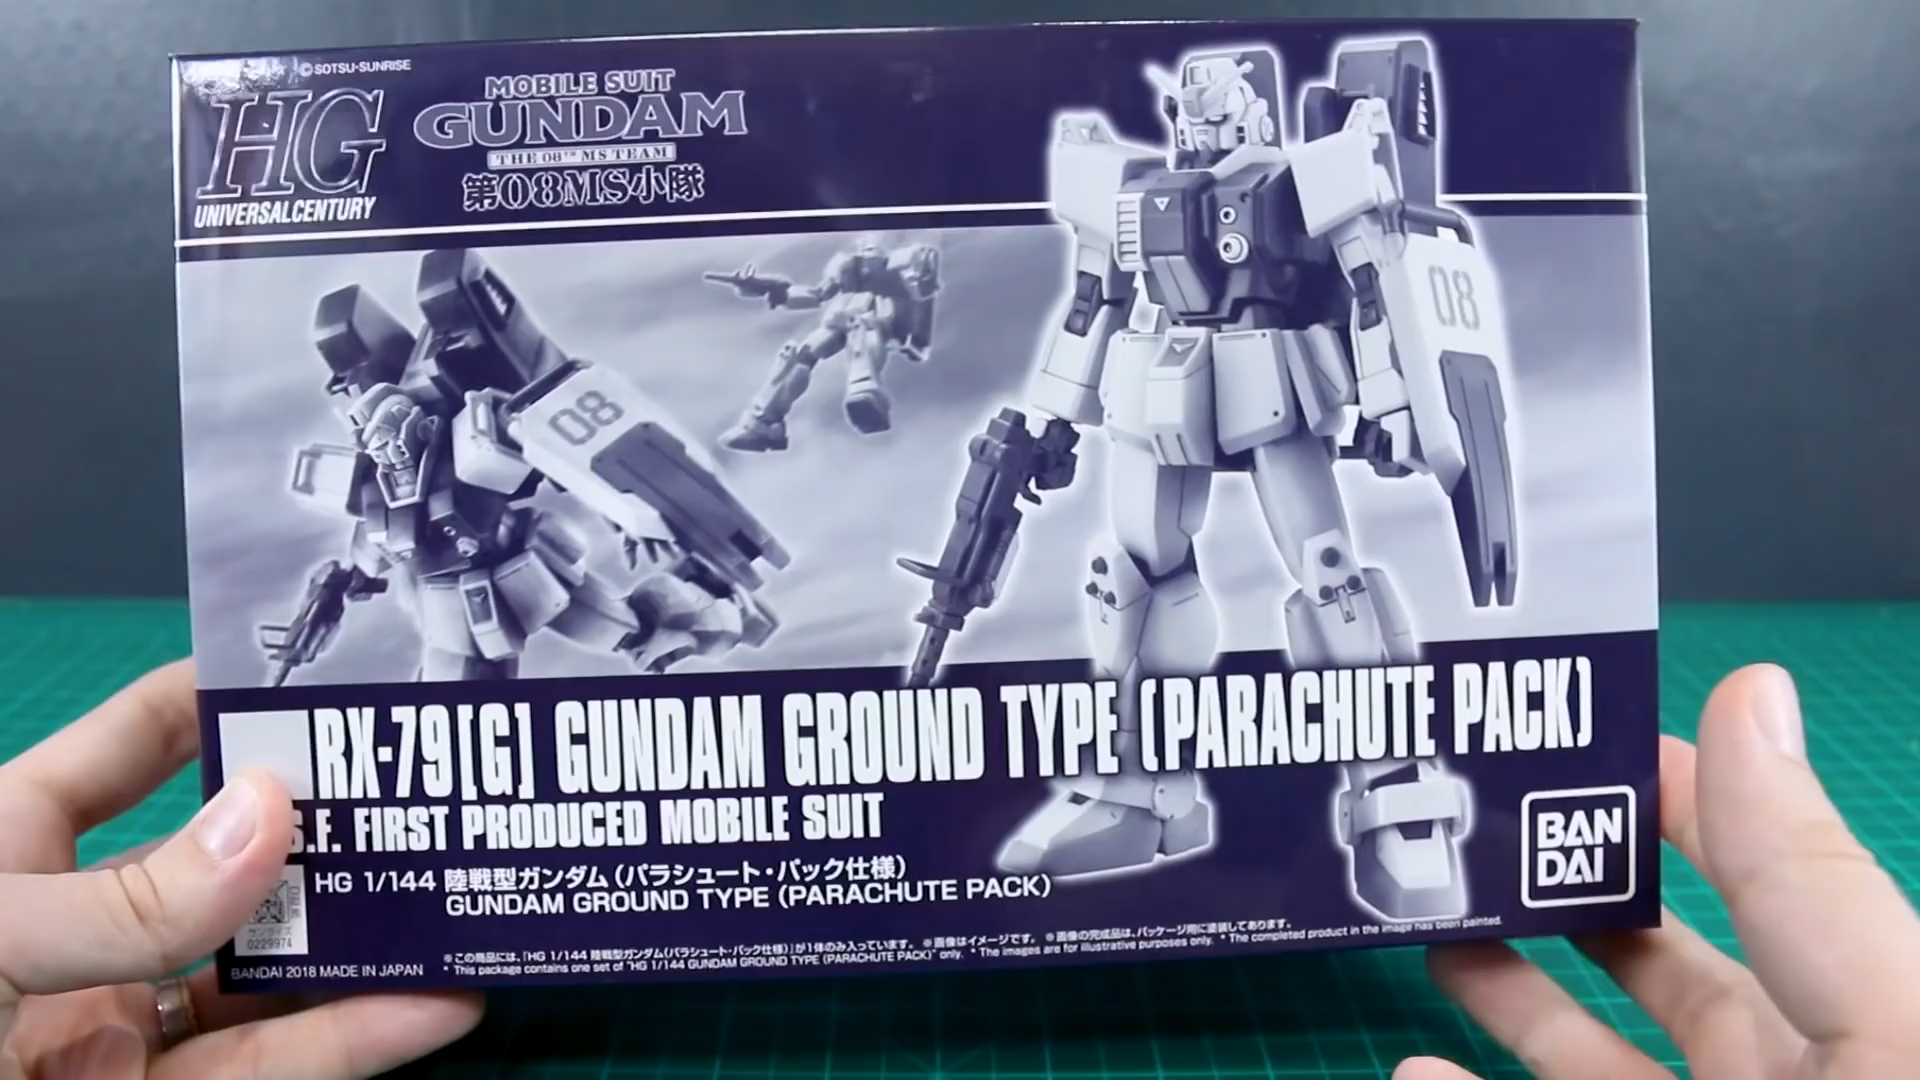 ©SOTSU·SUNRISE
HG
UNIVERSALCENTURY
MOBILE SUIT
GUNDAM
THE 08TH MS TEAM
第08MS小隊
08
08
RX-79[G] GUNDAM GROUND TYPE (PARACHUTE PACK)
S.F. FIRST PRODUCED MOBILE SUIT
HG 1/144 陸戦型ガンダム(パラシュート・パック仕様)
GUNDAM GROUND TYPE (PARACHUTE PACK)
BAN
DAI
サンライズ
0229974
BANDAI 2018 MADE IN JAPAN
※この商品には、『HG 1/144 陸戦型ガンダム(パラシュート・パック仕様)』が1体のみ入っています。 ※画像はイメージです。 ※画像の完成品は、パッケージ用に塗装してあります。
* This package contains one set of "HG 1/144 GUNDAM GROUND TYPE (PARACHUTE PACK)" only. * The images are for illustrative purposes only. * The completed product in the image has been painted.